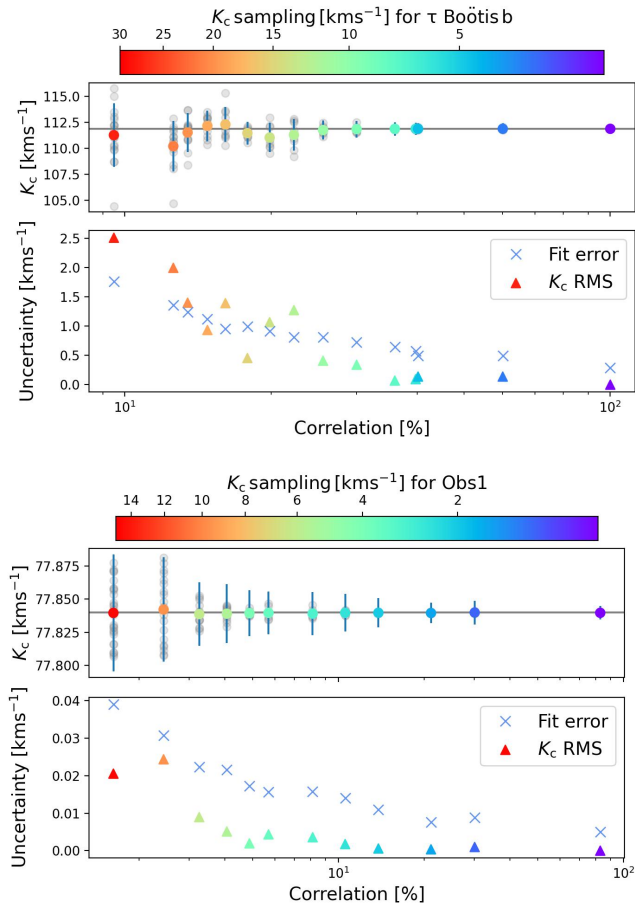 K_c sampling [kms⁻¹] for τ Boötis b
30 25 20 15 10 5
115.0
112.5
110.0
107.5
105.0
K_c [kms⁻¹]
2.5
2.0
1.5
1.0
0.5
0.0
Uncertainty [kms⁻¹]
Fit error
K_c RMS
10¹ 10²
Correlation [%]
K_c sampling [kms⁻¹] for Obs1
14 12 10 8 6 4 2
77.875
77.850
77.825
77.800
K_c [kms⁻¹]
0.04
0.03
0.02
0.01
0.00
Uncertainty [kms⁻¹]
Fit error
K_c RMS
10¹ 10²
Correlation [%]